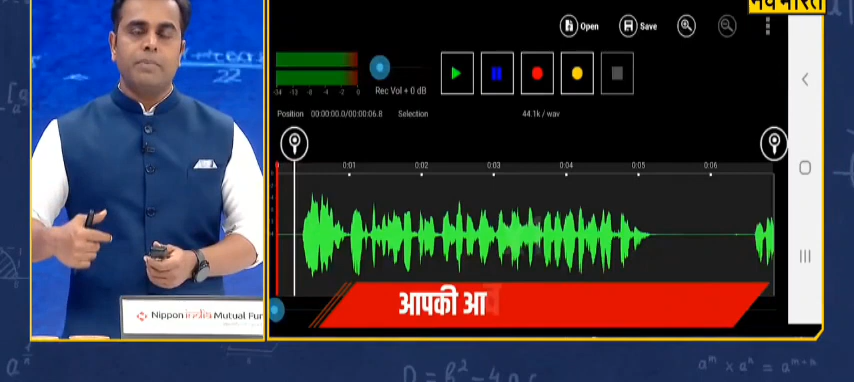 नवभारत
Open Save
-8 -6 -4 -2 0
Rec Vol + 0 dB
Position 00:00:00.0/00:00:06.8 Selection 44.1k / wav
0:01 0:02 0:03 0:04 0:05 0:06
22
आपकी आ
Nippon india Mutual Fun